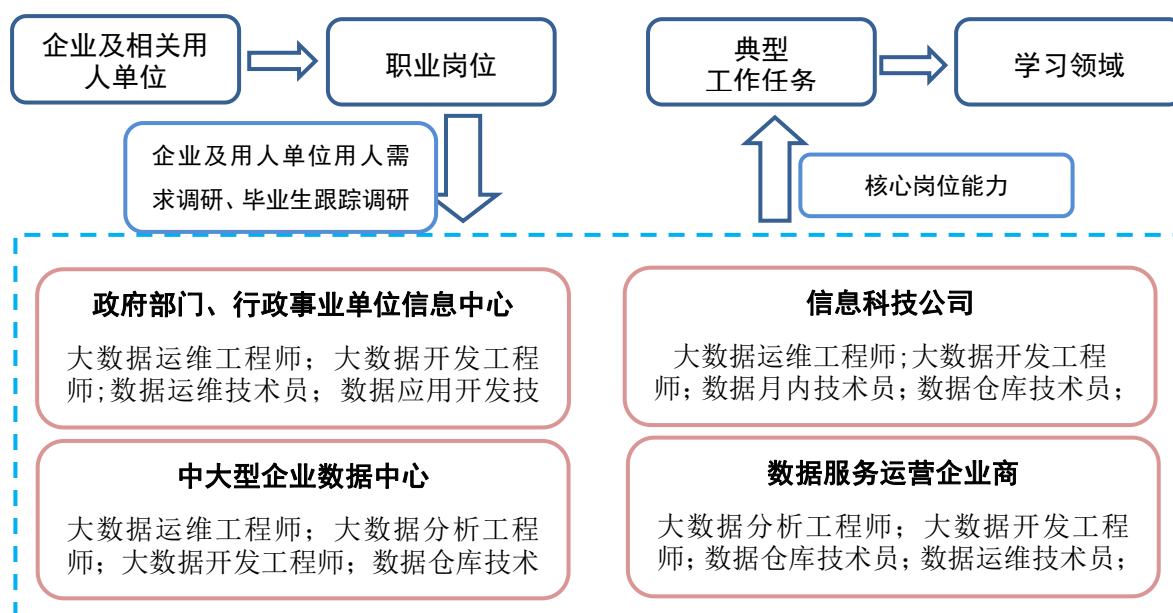 企业及相关用
人单位
职业岗位
典型
工作任务
学习领域
企业及用人单位用人需
求调研、毕业生跟踪调研
核心岗位能力
政府部门、行政事业单位信息中心
大数据运维工程师；大数据开发工程
师;数据运维技术员；数据应用开发技
信息科技公司
大数据运维工程师;大数据开发工程
师；数据月内技术员；数据仓库技术员；
中大型企业数据中心
大数据运维工程师；大数据分析工程
师；大数据开发工程师；数据仓库技术
数据服务运营企业商
大数据分析工程师；大数据开发工程
师；数据仓库技术员；数据运维技术员；